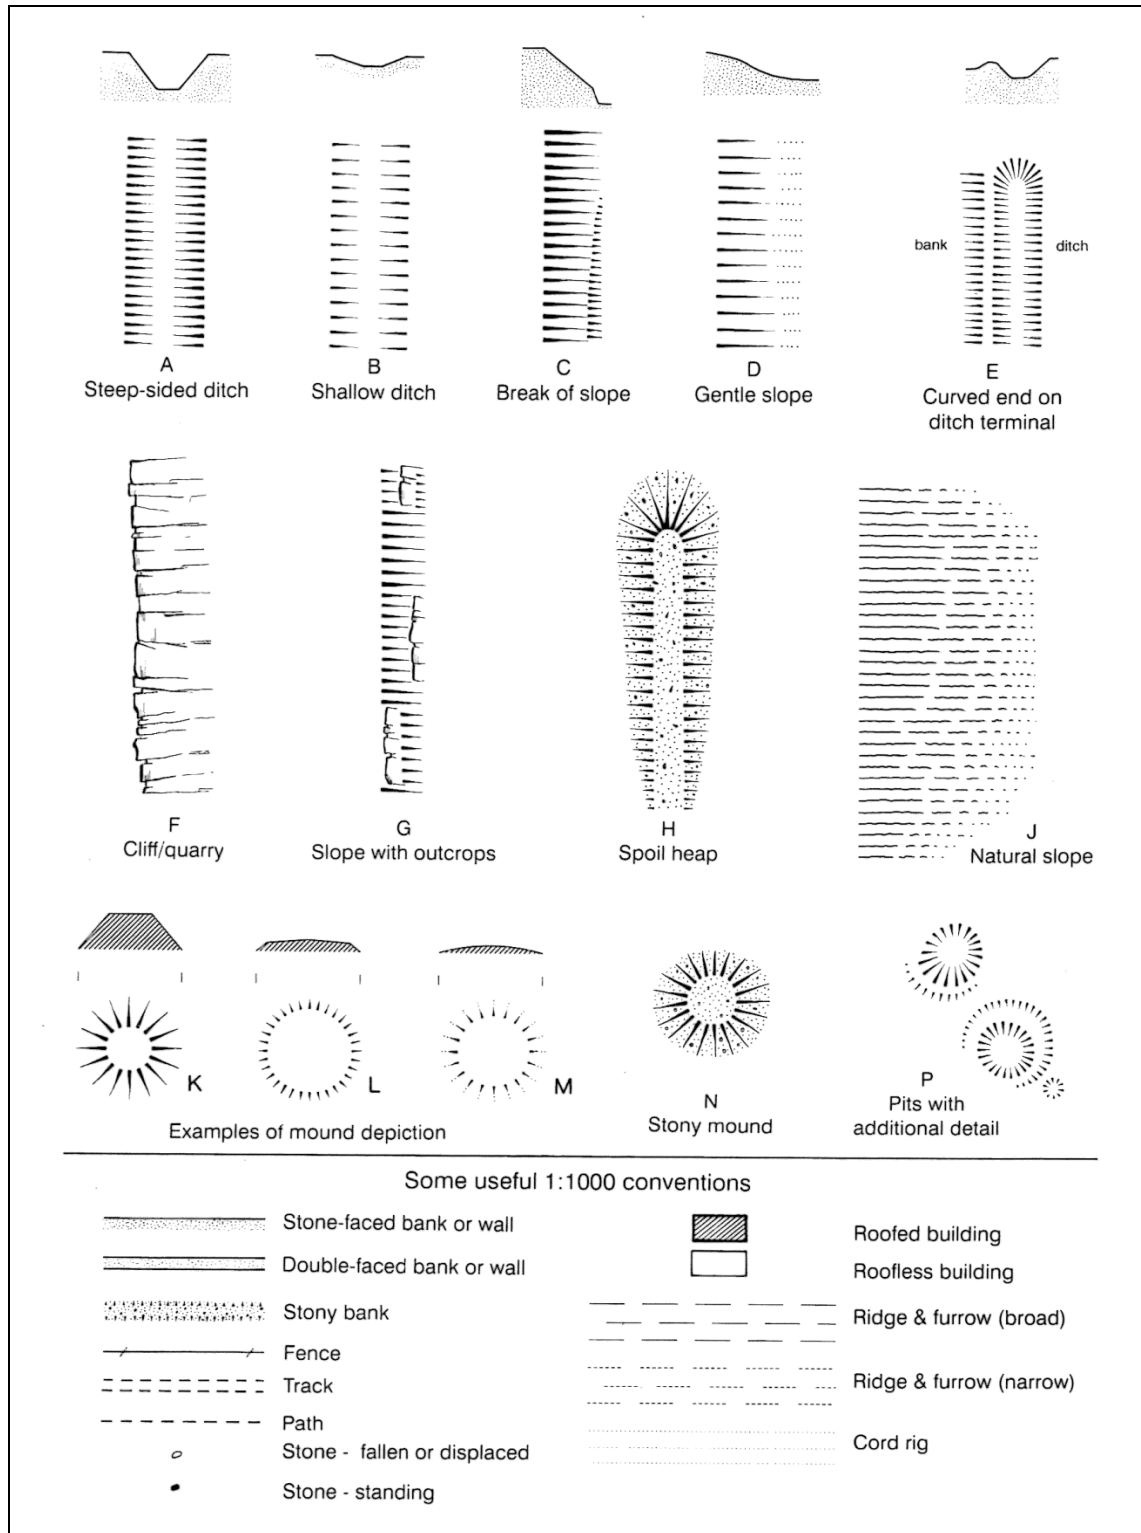 bank
ditch
A
Steep-sided ditch
B
Shallow ditch
C
Break of slope
D
Gentle slope
E
Curved end on
ditch terminal
F
Cliff/quarry
G
Slope with outcrops
H
Spoil heap
J
Natural slope
K
L
M
Examples of mound depiction
N
Stony mound
P
Pits with
additional detail
Some useful 1:1000 conventions
Stone-faced bank or wall
Double-faced bank or wall
Stony bank
Fence
Track
Path
Stone - fallen or displaced
Stone - standing
Roofed building
Roofless building
Ridge & furrow (broad)
Ridge & furrow (narrow)
Cord rig